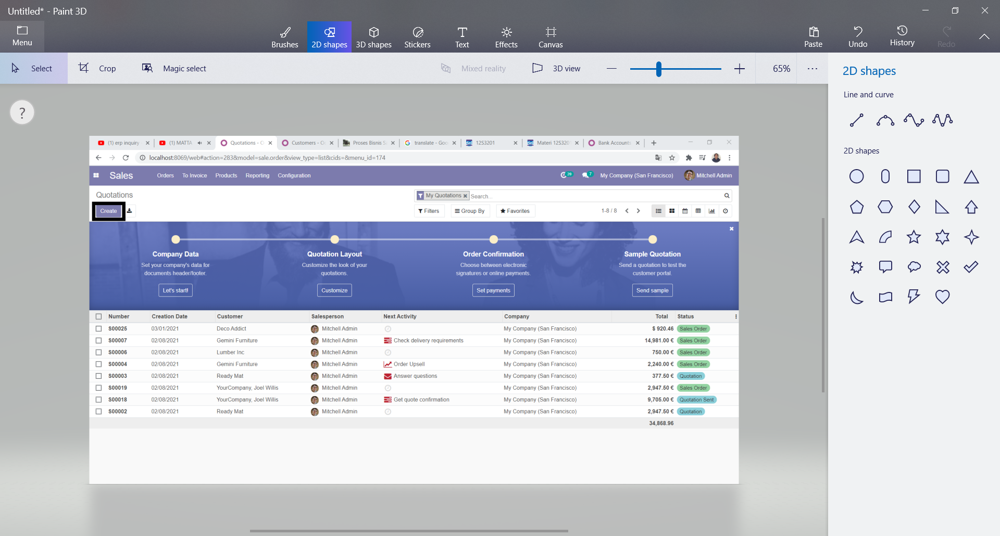 Untitled* - Paint 3D
Menu
Brushes
2D shapes
3D shapes
Stickers
Text
Effects
Canvas
Paste
Undo
History
Redo
Select
Crop
Magic select
Mixed reality
3D view
65%
2D shapes
Line and curve
2D shapes
?
(1) erp inquiry
(1) MATTA
Quotations - O
Customers -
Proses Bisnis
translate - Goo
12S3201
Materi 12S320
Bank Accounts
localhost:8069/web#action=283&model=sale.order&view_type=list&cids=&menu_id=174
Sales Orders To Invoice Products Reporting Configuration
20 7 My Company (San Francisco) Mitchell Admin
Quotations
My Quotations Search...
Create
Filters Group By Favorites 1-8 / 8
Company Data
Set your company's data for
documents header/footer.
Let's start!
Quotation Layout
Customize the look of your
quotations.
Customize
Order Confirmation
Choose between electronic
signatures or online payments.
Set payments
Sample Quotation
Send a quotation to test the
customer portal.
Send sample
Number Creation Date Customer Salesperson Next Activity Company Total Status
S00025 03/01/2021 Deco Addict Mitchell Admin My Company (San Francisco) $ 920.46 Sales Order
S00007 02/08/2021 Gemini Furniture Mitchell Admin Check delivery requirements My Company (San Francisco) 14,981.00 € Sales Order
S00006 02/08/2021 Lumber Inc Mitchell Admin My Company (San Francisco) 750.00 € Sales Order
S00004 02/08/2021 Gemini Furniture Mitchell Admin Order Upsell My Company (San Francisco) 2,240.00 € Sales Order
S00003 02/08/2021 Ready Mat Mitchell Admin Answer questions My Company (San Francisco) 377.50 € Quotation
S00019 02/08/2021 YourCompany, Joel Willis Mitchell Admin My Company (San Francisco) 2,947.50 € Sales Order
S00018 02/08/2021 YourCompany, Joel Willis Mitchell Admin Get quote confirmation My Company (San Francisco) 9,705.00 € Quotation Sent
S00002 02/08/2021 Ready Mat Mitchell Admin My Company (San Francisco) 2,947.50 € Quotation
34,868.96